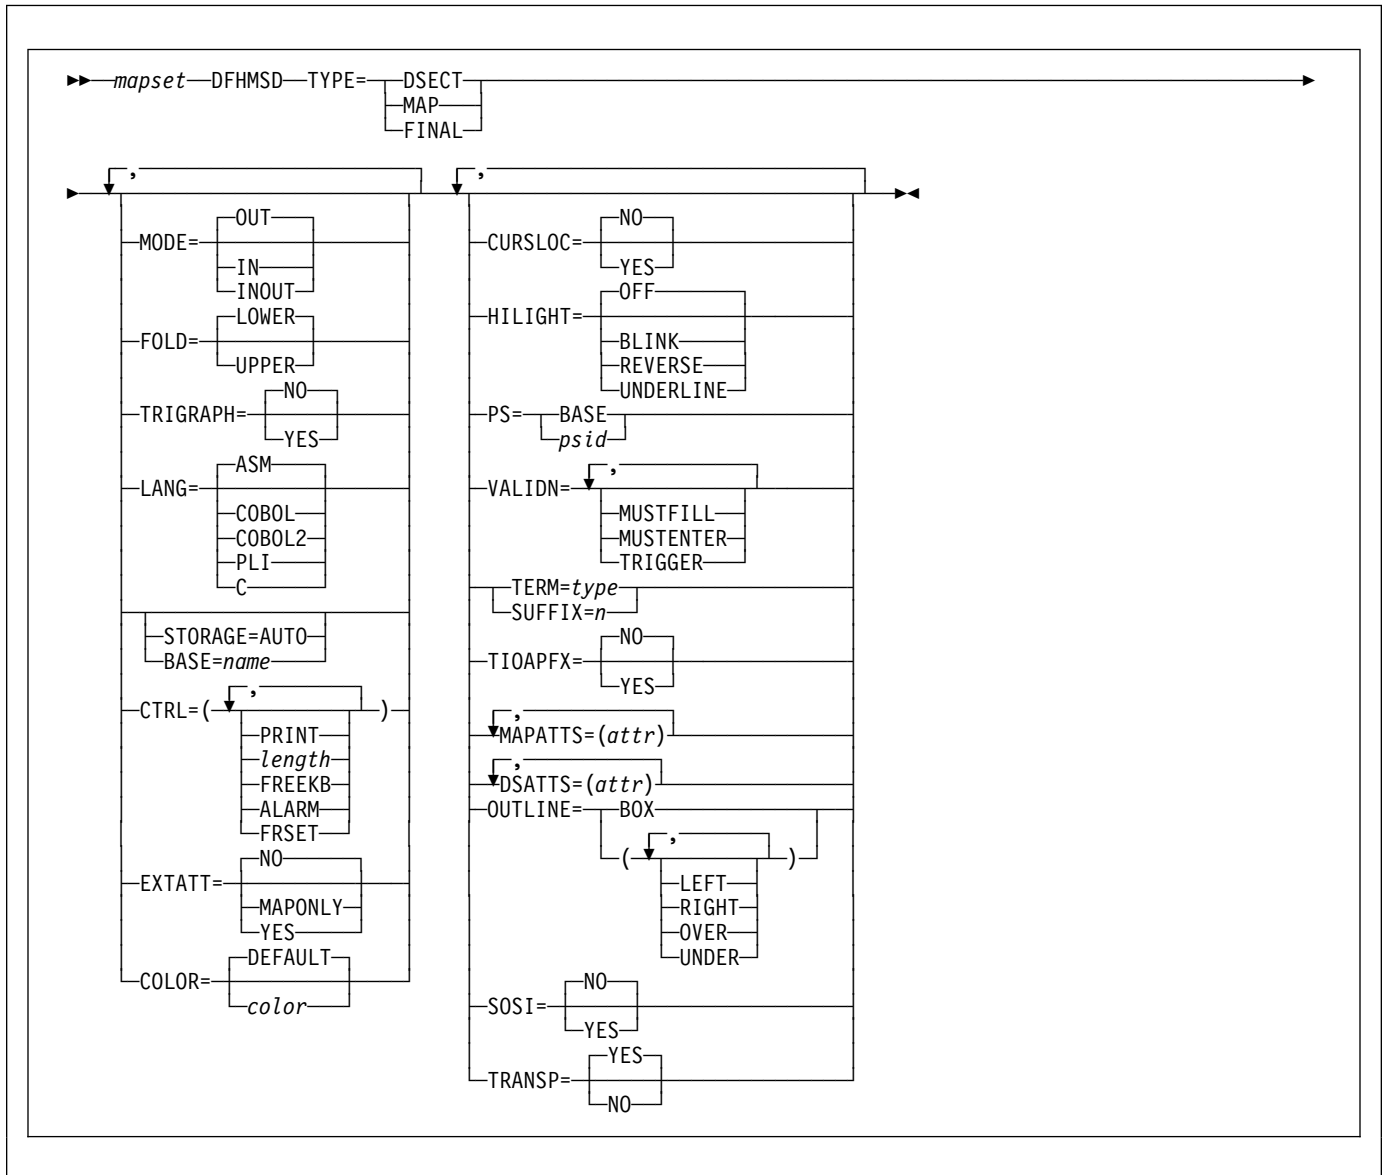 mapset DFHMSD TYPE= DSECT
MAP
FINAL
,
MODE= OUT
IN
INOUT
FOLD= LOWER
UPPER
TRIGRAPH= NO
YES
LANG= ASM
COBOL
COBOL2
PLI
C
STORAGE=AUTO
BASE=name
CTRL=( , )
PRINT
length
FREEKB
ALARM
FRSET
EXTATT= NO
MAPONLY
YES
COLOR= DEFAULT
color
,
CURSLOC= NO
YES
HILIGHT= OFF
BLINK
REVERSE
UNDERLINE
PS= BASE
psid
VALIDN= ,
MUSTFILL
MUSTENTER
TRIGGER
TERM=type
SUFFIX=n
TIOAPFX= NO
YES
,
MAPATTS=(attr)
,
DSATTS=(attr)
OUTLINE= BOX
( , )
LEFT
RIGHT
OVER
UNDER
SOSI= NO
YES
TRANSP= YES
NO